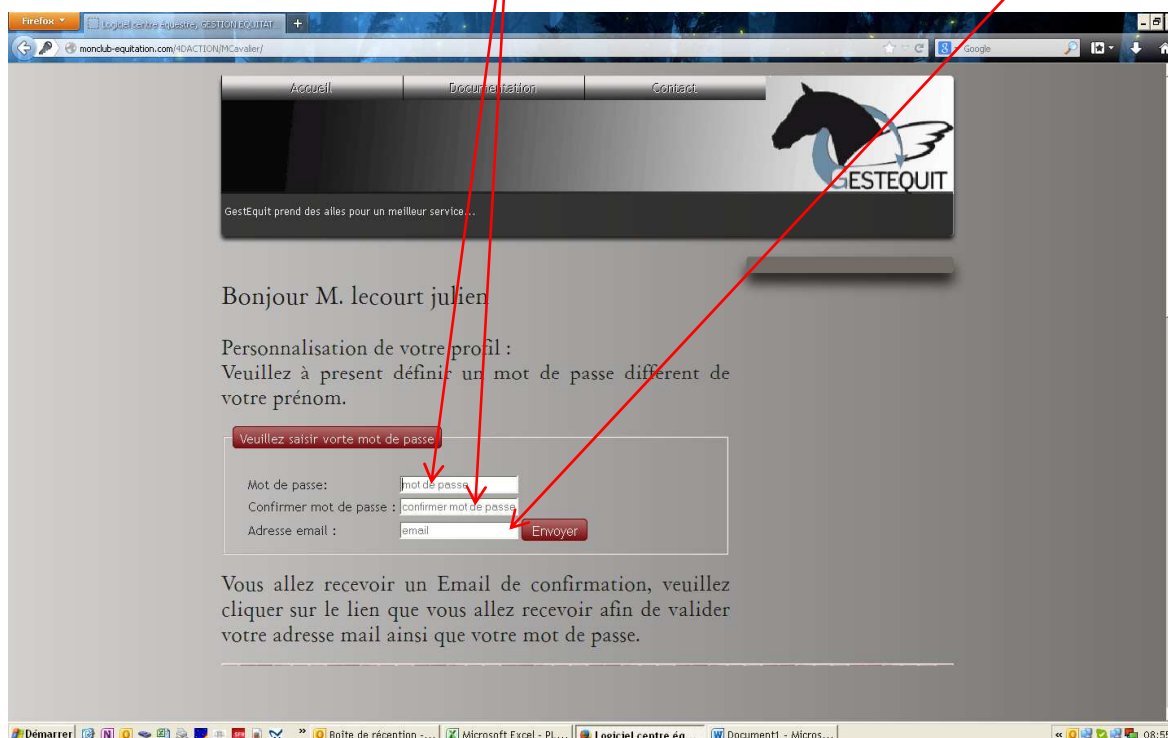 Firefox
Logiciel centre équestre, GESTION EQUITAT...
monclub-equitation.com/4DACTION/MCavalier/
Google
Accueil
Documentation
Contact
GESTEQUIT
GestEquit prend des ailes pour un meilleur service...
Bonjour M. lecourt julien
Personnalisation de votre profil :
Veuillez à present définir un mot de passe différent de
votre prénom.
Veuillez saisir vorte mot de passe
Mot de passe:
mot de passe
Confirmer mot de passe :
confirmer mot de passe
Adresse email :
email
Envoyer
Vous allez recevoir un Email de confirmation, veuillez
cliquer sur le lien que vous allez recevoir afin de valider
votre adresse mail ainsi que votre mot de passe.
Démarrer
Boîte de réception -...
Microsoft Excel - PL...
Logiciel centre éq...
Document1 - Micros...
08:55